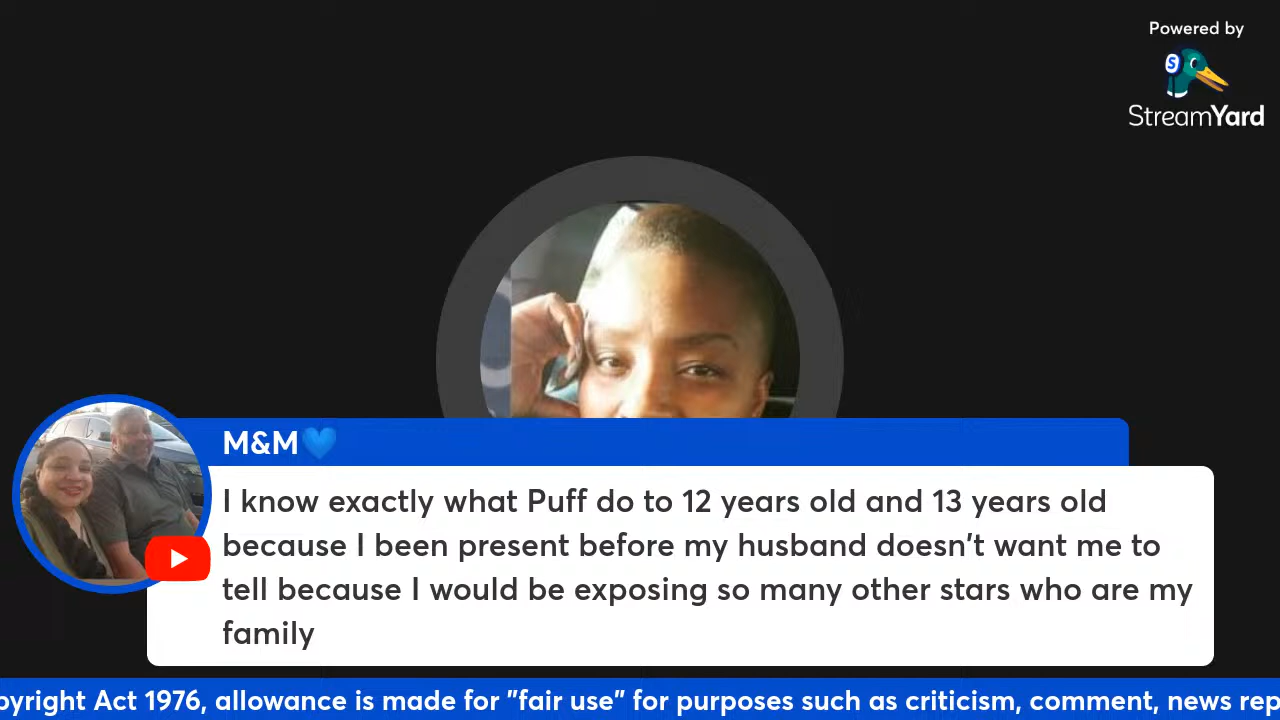 Powered by
S
StreamYard
M&M💙
I know exactly what Puff do to 12 years old and 13 years old
because I been present before my husband doesn't want me to
tell because I would be exposing so many other stars who are my
family
pyright Act 1976, allowance is made for "fair use" for purposes such as criticism, comment, news rep